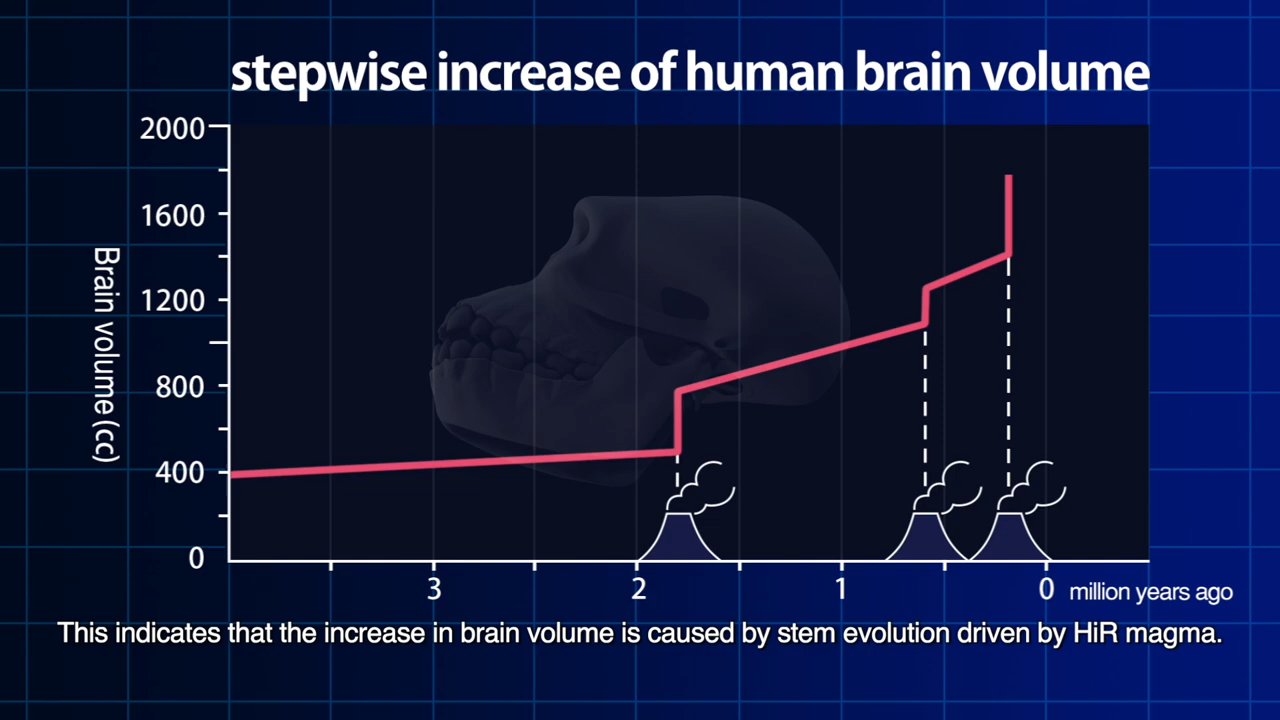 stepwise increase of human brain volume
2000
1600
1200
800
400
0
Brain volume (cc)
3
2
1
0
million years ago
This indicates that the increase in brain volume is caused by stem evolution driven by HiR magma.